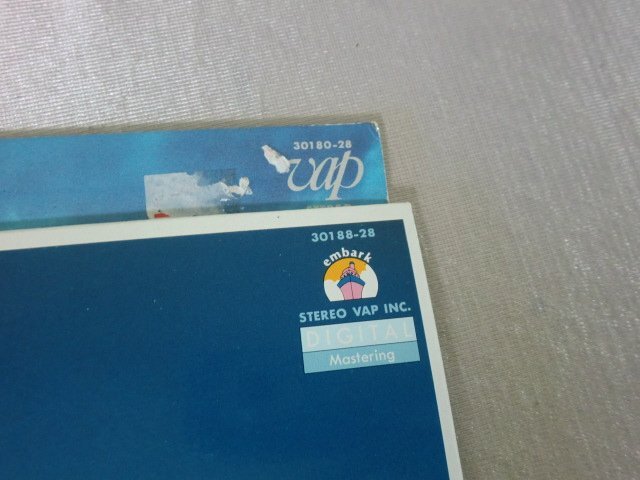 30180-28
vap
30188-28
embark
STEREO VAP INC.
DIGITAL
Mastering